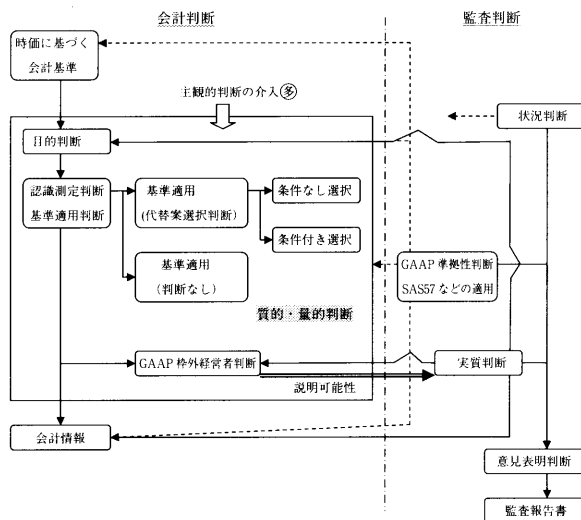 会計判断
監査判断
時価に基づく
会計基準
主観的判断の介入多
状況判断
目的判断
認識測定判断
基準適用判断
基準適用
(代替案選択判断)
条件なし選択
条件付き選択
基準適用
(判断なし)
GAAP準拠性判断
SAS57などの適用
質的・量的判断
GAAP枠外経営者判断
実質判断
説明可能性
会計情報
意見表明判断
監査報告書